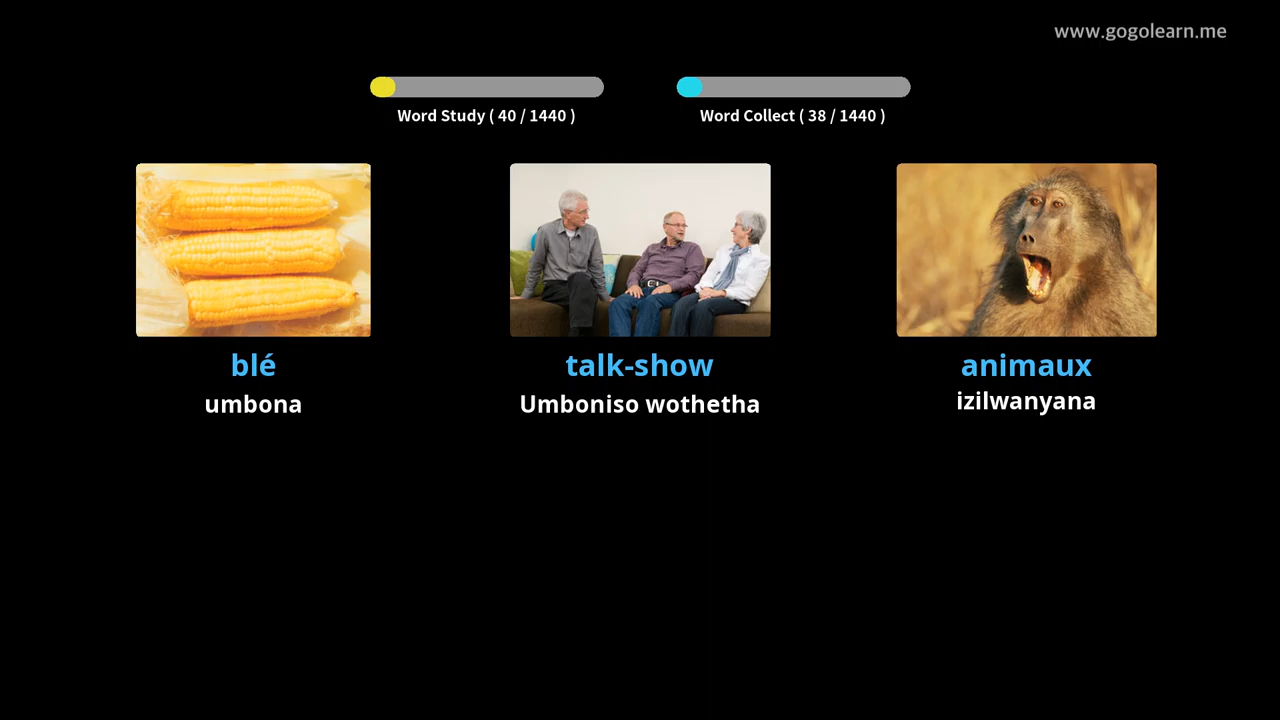 www.gogolearn.me
Word Study ( 40 / 1440 )
Word Collect ( 38 / 1440 )
blé
talk-show
animaux
umbona
Umboniso wothetha
izilwanyana